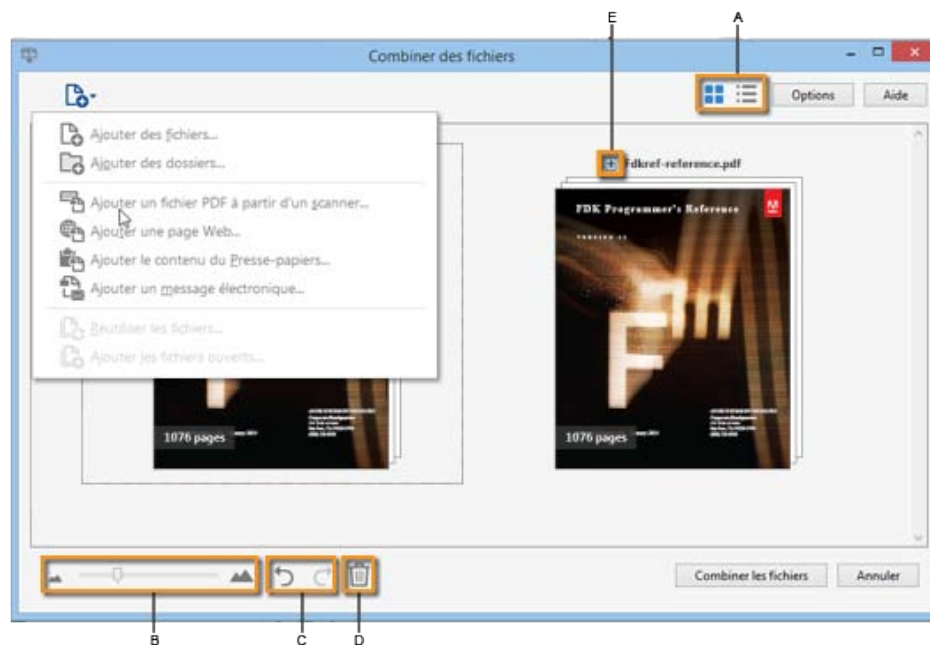 E
A
Combiner des fichiers
Options
Aide
Ajouter des fichiers...
Ajouter des dossiers...
Ajouter un fichier PDF à partir d'un scanner...
Ajouter une page Web...
Ajouter le contenu du Presse-papiers...
Ajouter un message électronique...
Réutiliser les fichiers...
Ajouter les fichiers ouverts...
Fdkref-reference.pdf
FDK Programmer's Reference
Fm
1076 pages
1076 pages
Combiner les fichiers
Annuler
B
C
D